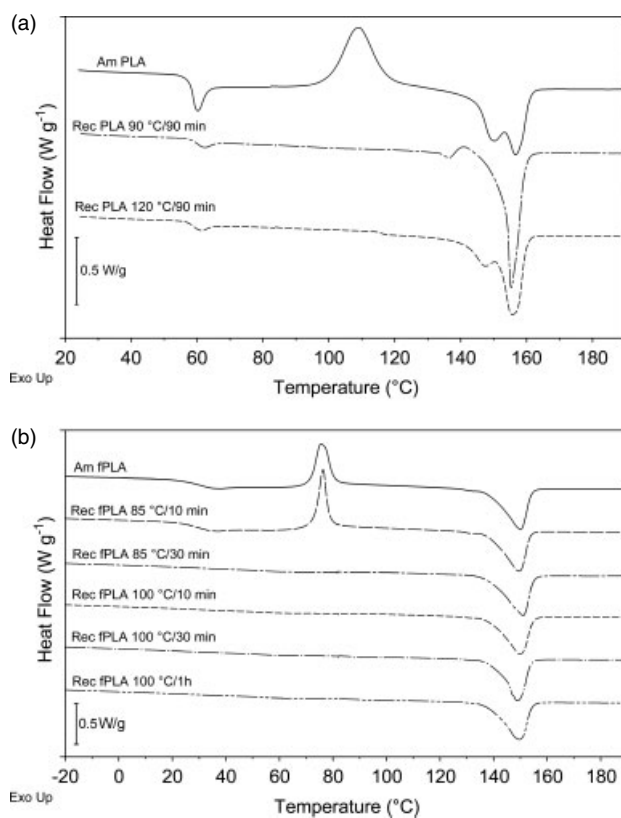 (a)
Am PLA
Rec PLA 90 °C/90 min
Rec PLA 120 °C/90 min
0.5 W/g
Heat Flow (W g⁻¹)
20 40 60 80 100 120 140 160 180
Exo Up
Temperature (°C)
(b)
Am fPLA
Rec fPLA 85 °C/10 min
Rec fPLA 85 °C/30 min
Rec fPLA 100 °C/10 min
Rec fPLA 100 °C/30 min
Rec fPLA 100 °C/1h
0.5W/g
Heat Flow (W g⁻¹)
-20 0 20 40 60 80 100 120 140 160 180
Exo Up
Temperature (°C)